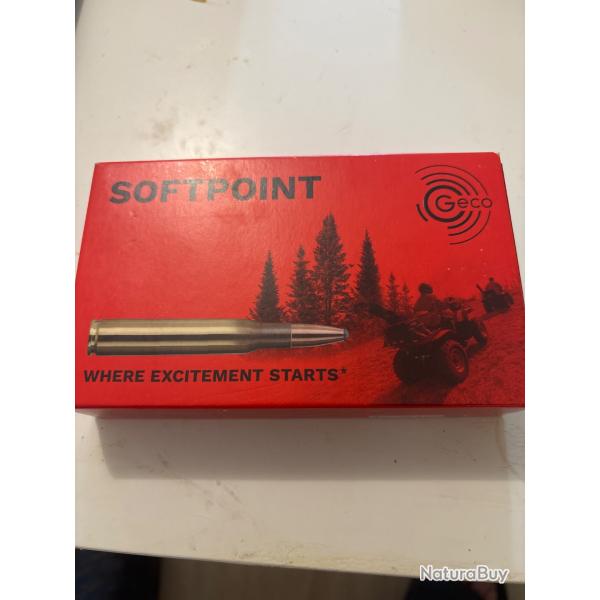 SOFTPOINT
Geco
WHERE EXCITEMENT STARTS*
NaturaBuy